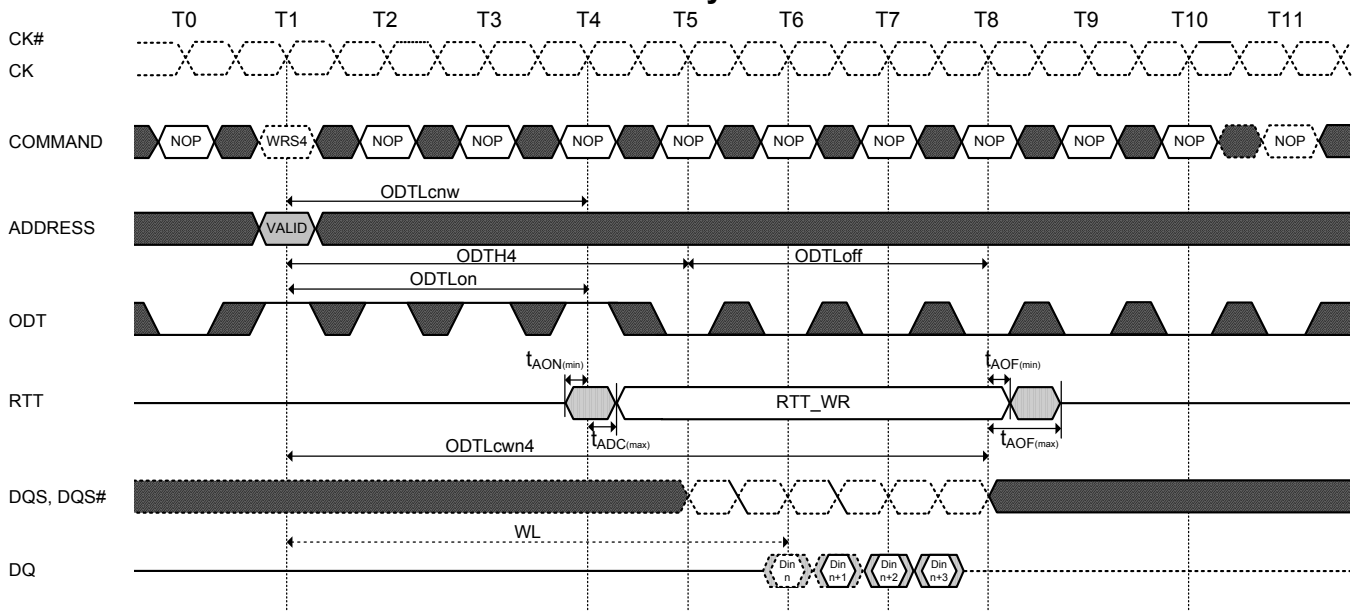 T0 T1 T2 T3 T4 T5 T6 T7 T8 T9 T10 T11
CK#
CK
COMMAND NOP WRS4 NOP NOP NOP NOP NOP NOP NOP NOP NOP NOP
ODTLcnw
ADDRESS VALID
ODTH4 ODTLoff
ODTLon
ODT
tAON(min) tAOF(min)
RTT RTT_WR
tADC(max) tAOF(max)
ODTLcwn4
DQS, DQS#
WL
DQ Din n Din n+1 Din n+2 Din n+3